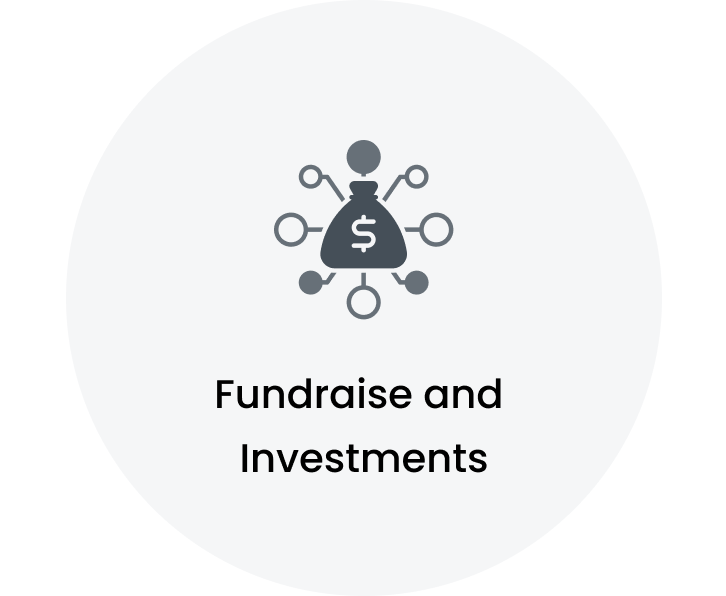 $
Fundraise and
Investments